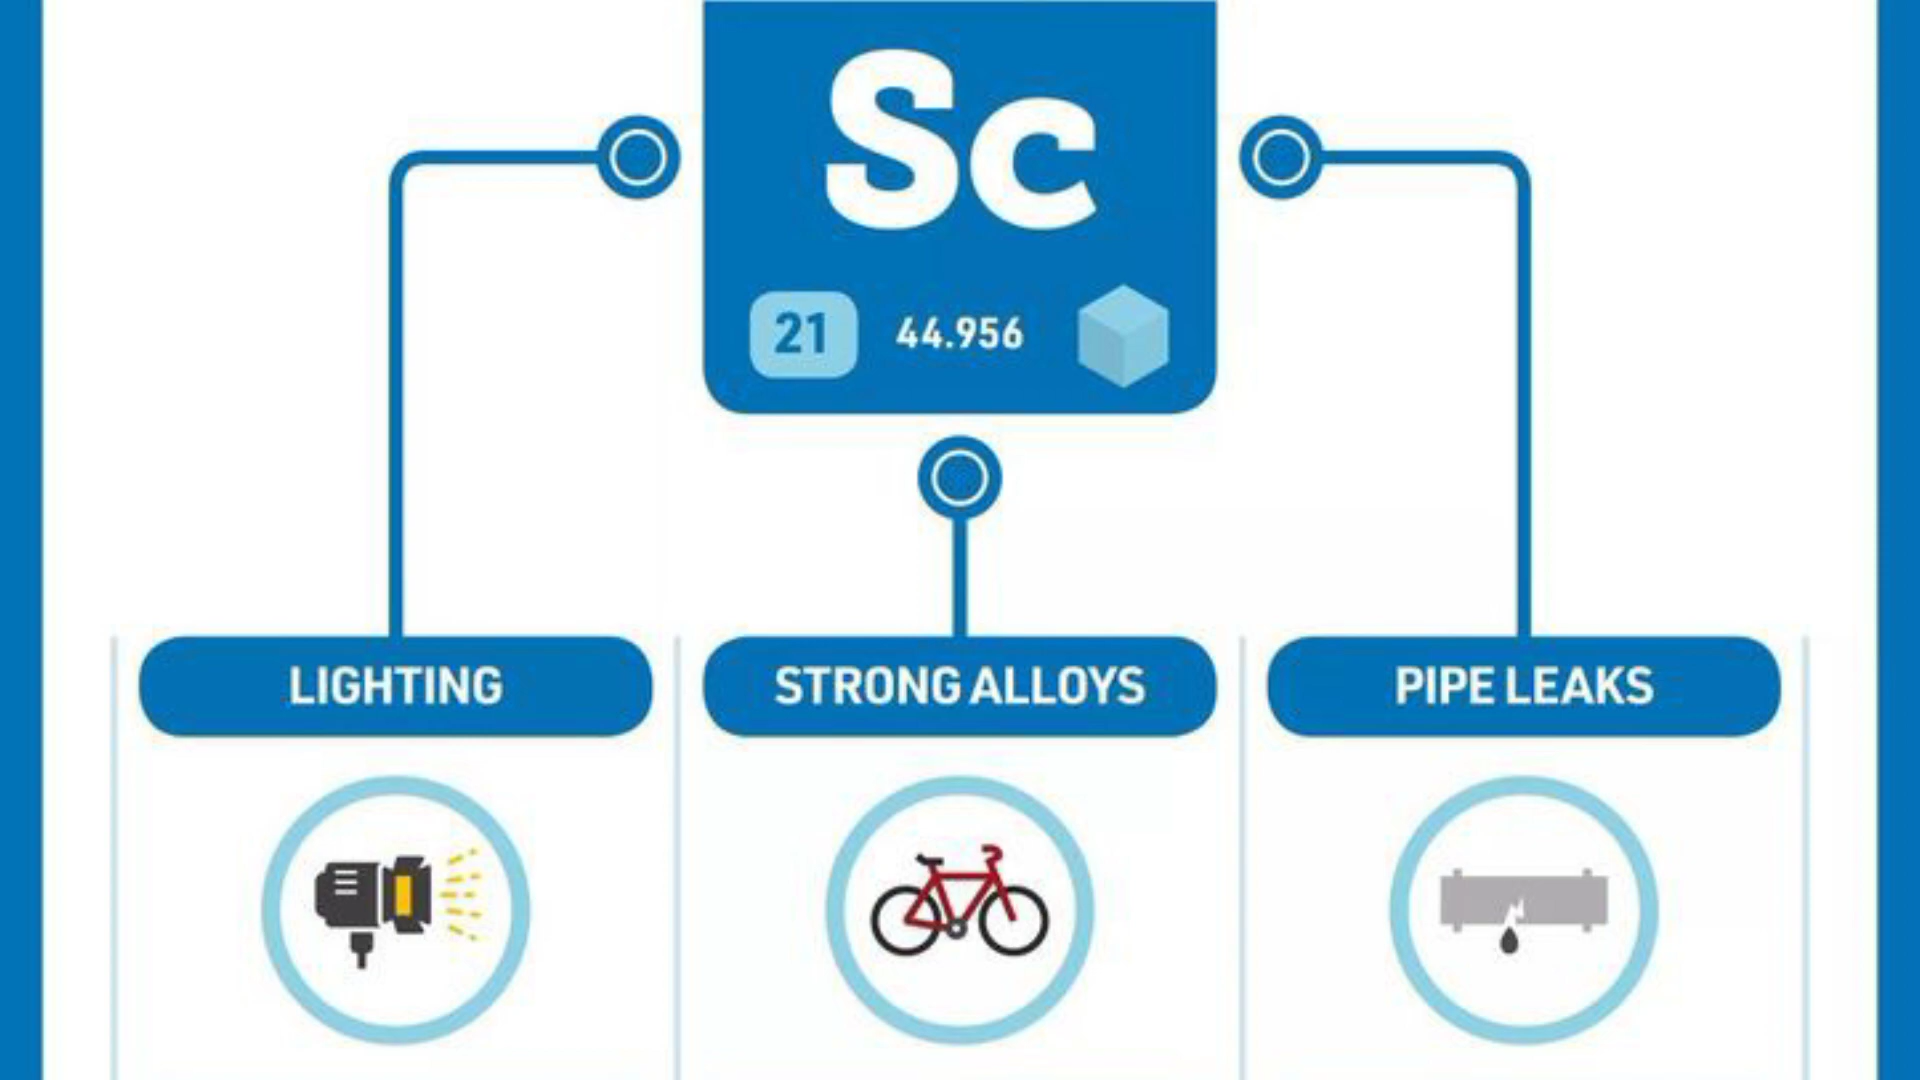 Sc
21
44.956
LIGHTING
STRONG ALLOYS
PIPE LEAKS